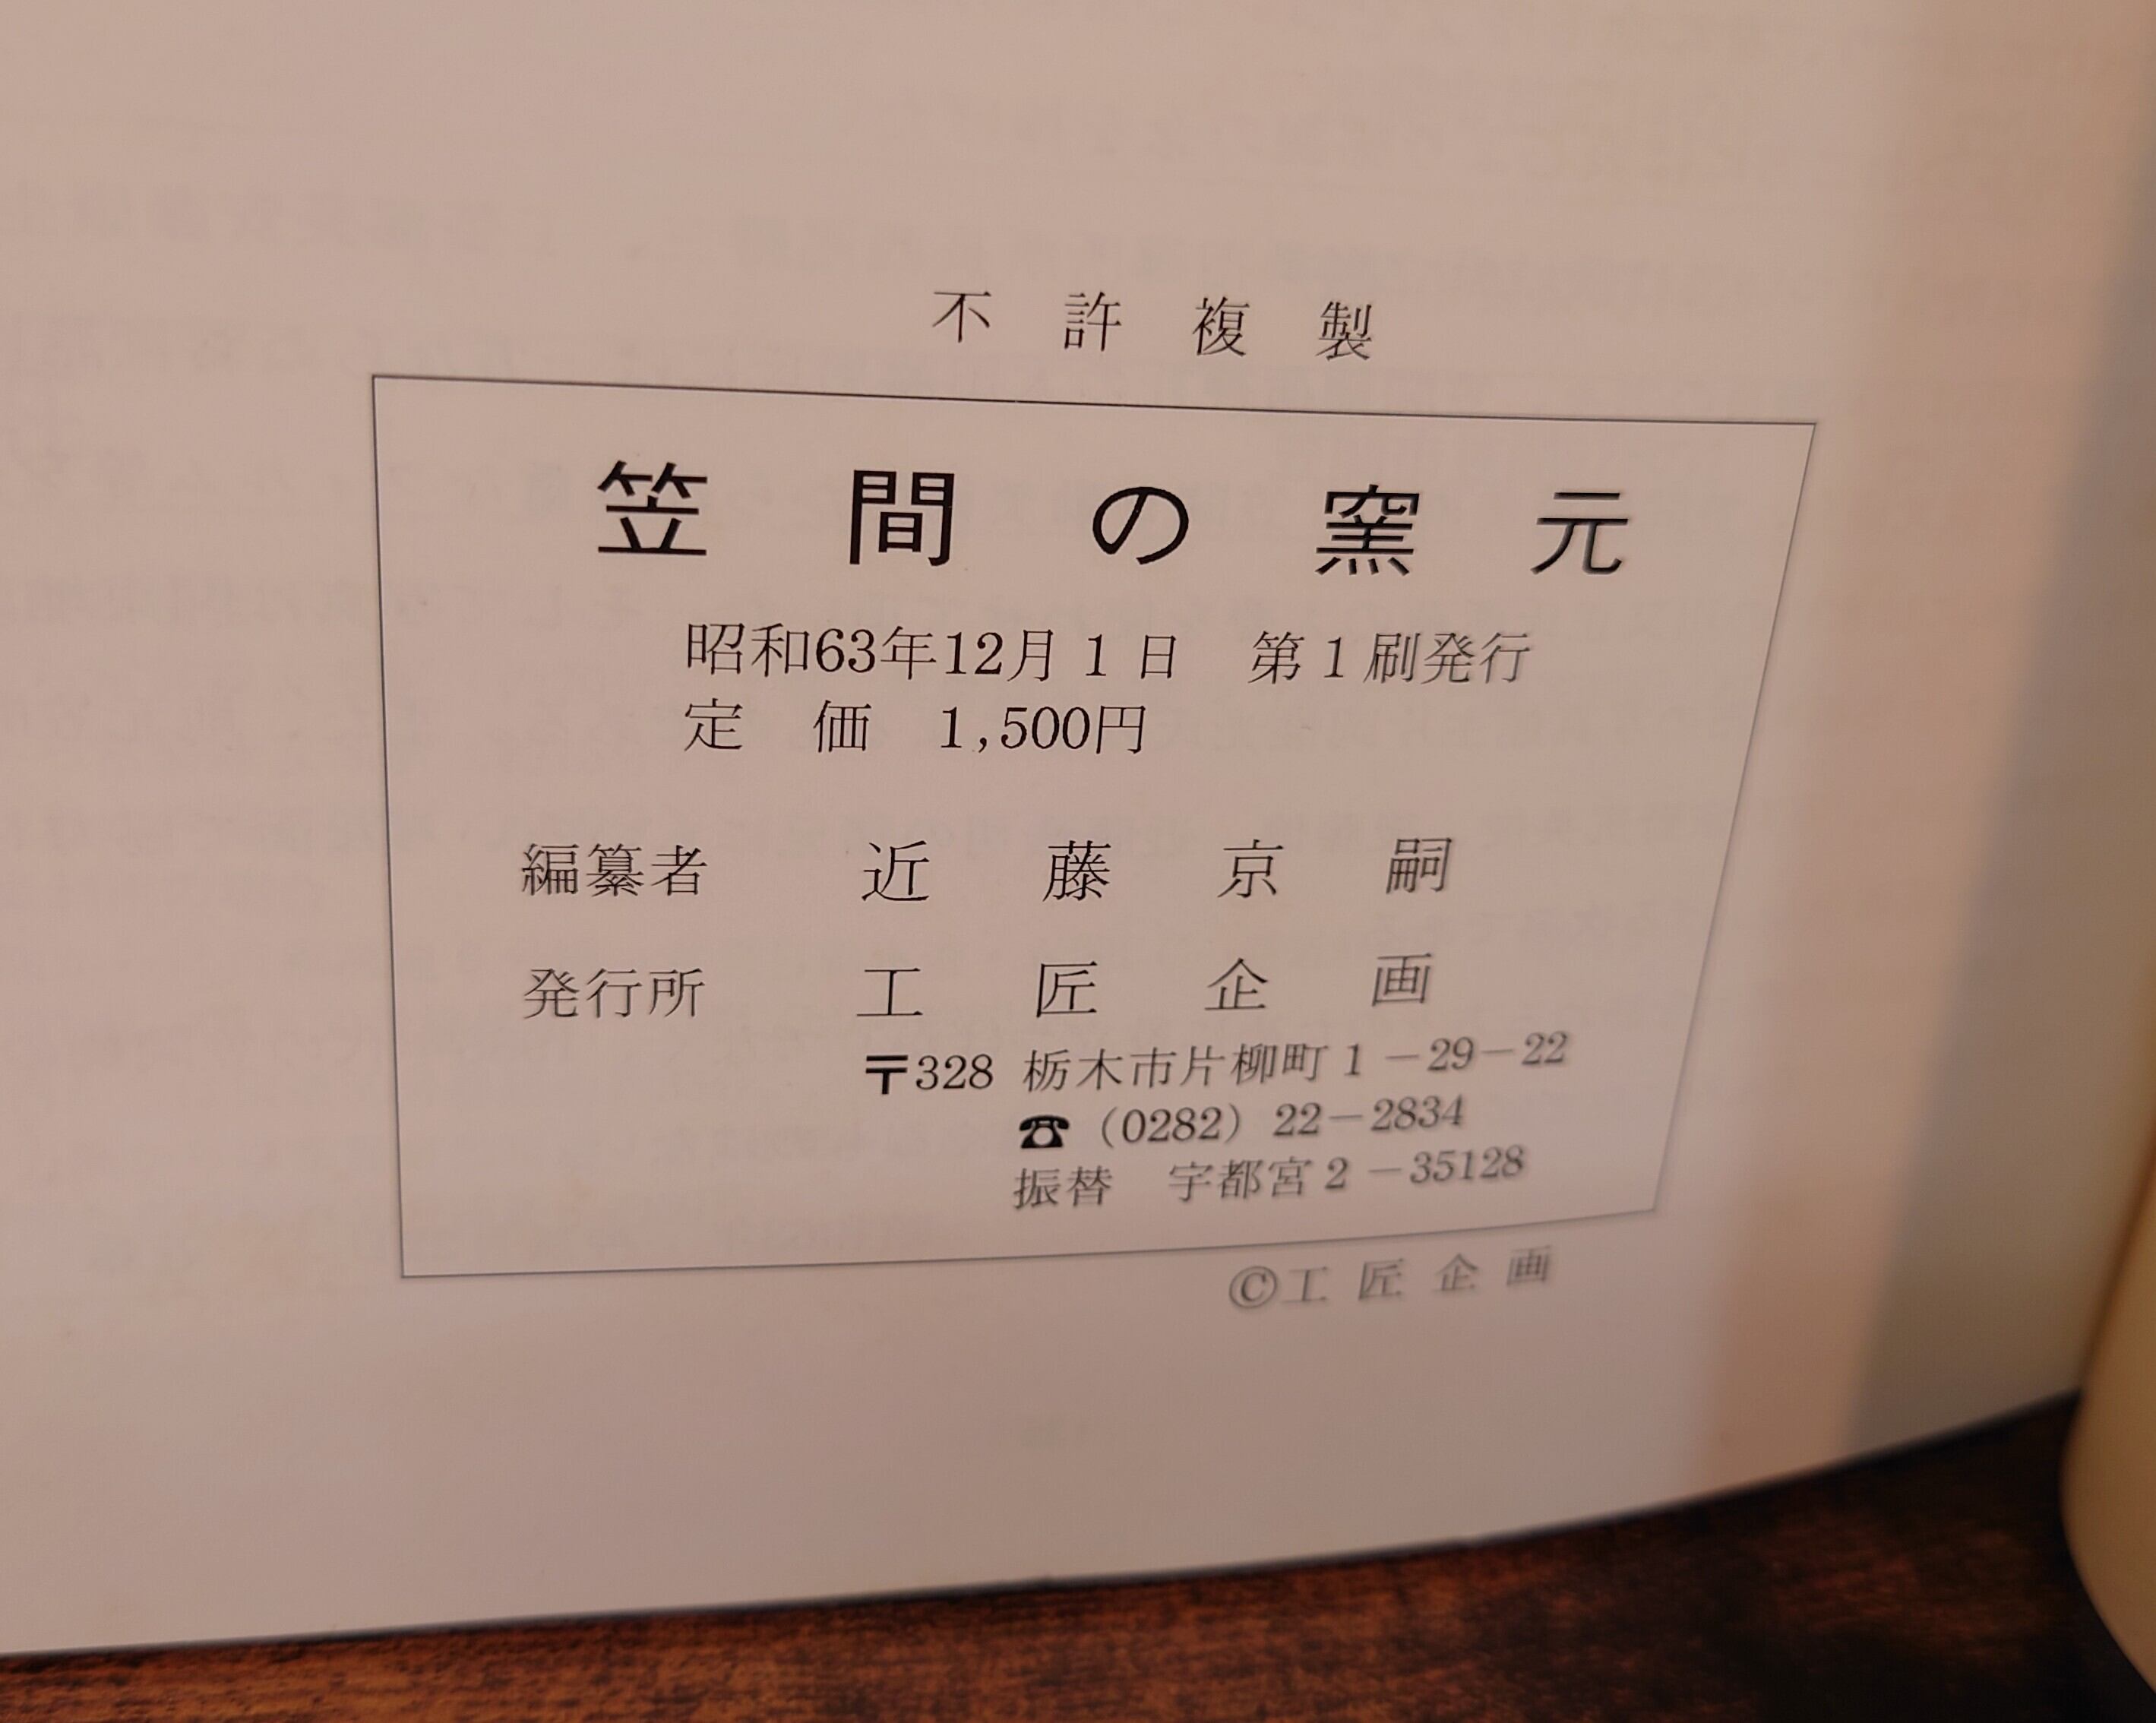 不許複製
笠間の窯元
昭和63年12月1日　第1刷発行
定　価　1,500円
編纂者　近藤京嗣
発行所　工匠企画
〒328 栃木市片柳町1－29－22
☎（0282）22－2834
振替　宇都宮2－35128
©工匠企画